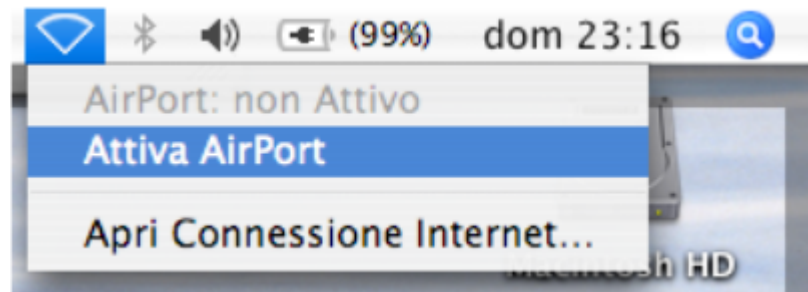 (99%) dom 23:16
AirPort: non Attivo
Attiva AirPort
Apri Connessione Internet...
Macintosh HD